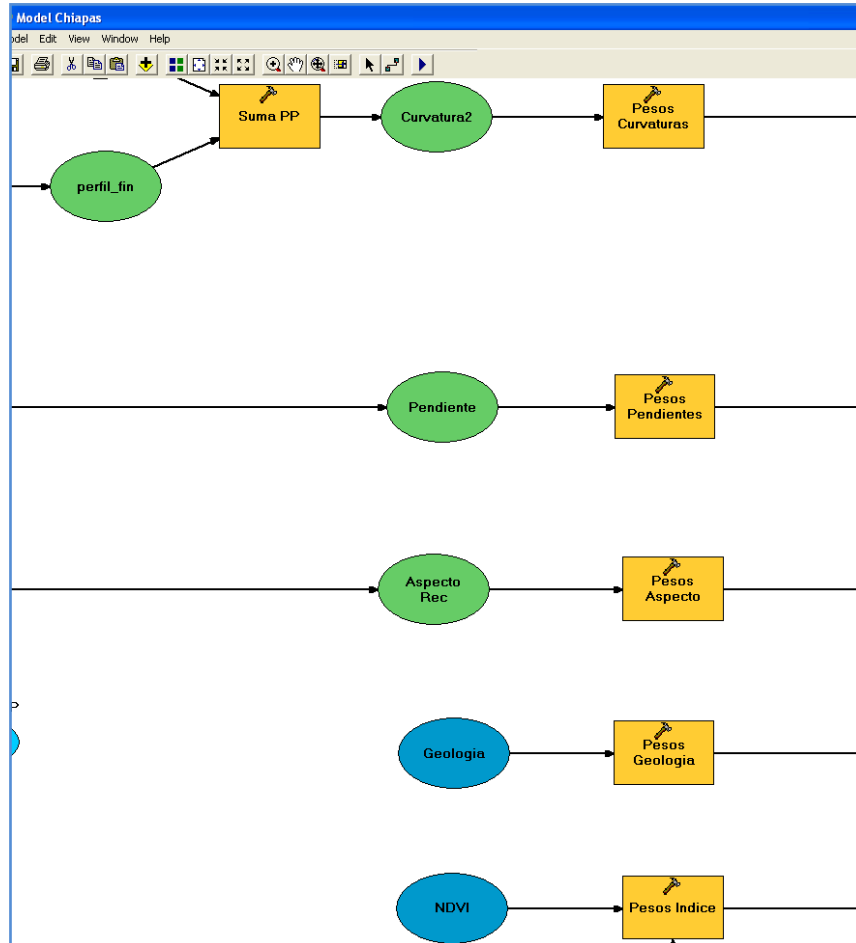 Model Chiapas
odel Edit View Window Help
Suma PP
Curvatura2
Pesos
Curvaturas
perfil_fin
Pendiente
Pesos
Pendientes
Aspecto
Rec
Pesos
Aspecto
Geologia
Pesos
Geologia
NDVI
Pesos Indice